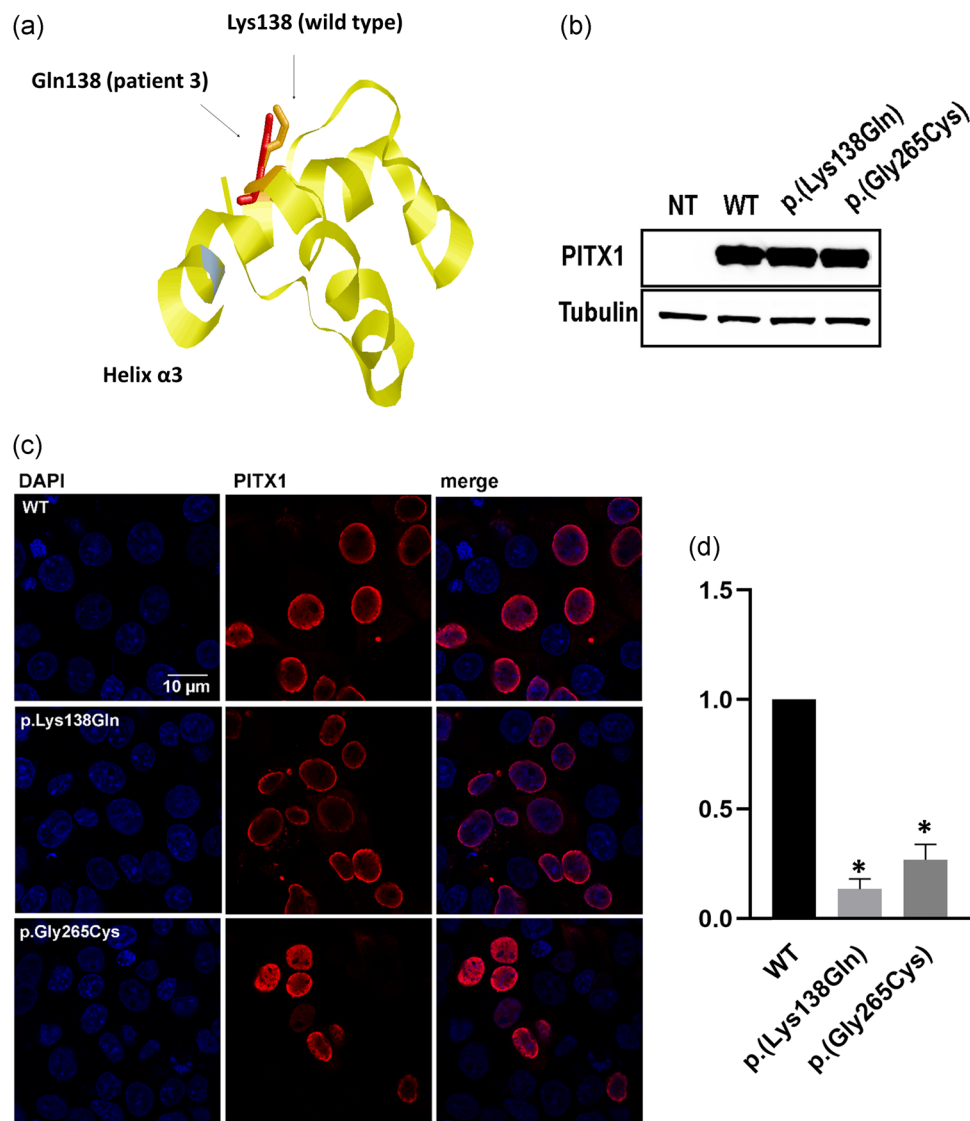 (a)
Lys138 (wild type)
Gln138 (patient 3)
Helix α3
(b)
NT WT p.(Lys138Gln) p.(Gly265Cys)
PITX1
Tubulin
(c)
DAPI PITX1 merge
WT
10 µm
p.Lys138Gln
p.Gly265Cys
(d)
1.5
1.0
0.5
0.0
* *
WT p.(Lys138Gln) p.(Gly265Cys)